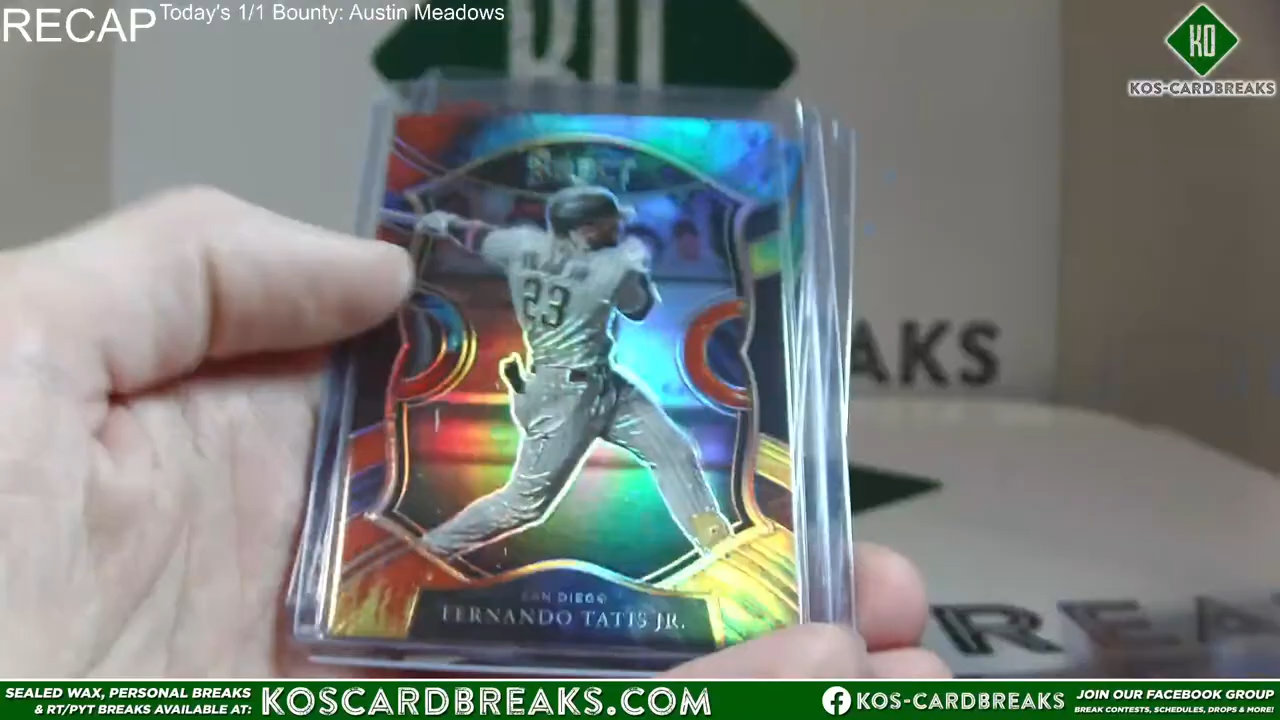 RECAP
Today's 1/1 Bounty: Austin Meadows
KO
KOS-CARDBREAKS
SELECT
23
SAN DIEGO
FERNANDO TATIS JR.
AKS
REA
SEALED WAX, PERSONAL BREAKS
& RT/PYT BREAKS AVAILABLE AT:
KOSCARDBREAKS.COM
KOS-CARDBREAKS
JOIN OUR FACEBOOK GROUP
BREAK CONTESTS, SCHEDULES, DROPS & MORE!